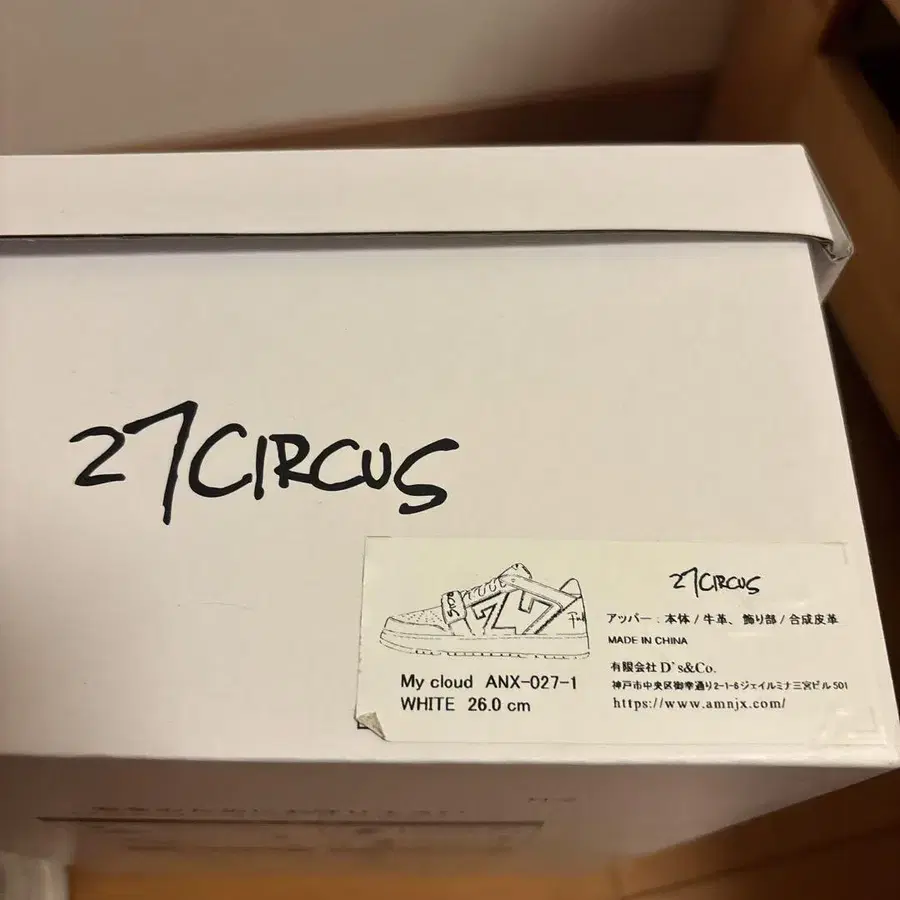 27CIRCUS
27CIRCUS
アッパー：本体 / 牛革、飾り部 / 合成皮革
MADE IN CHINA
有限会社 D's&Co.
神戸市中央区御幸通り2-1-6ジェイルミナ三宮ビル501
https://www.amnjx.com/
27
My cloud ANX-027-1
WHITE 26.0 cm